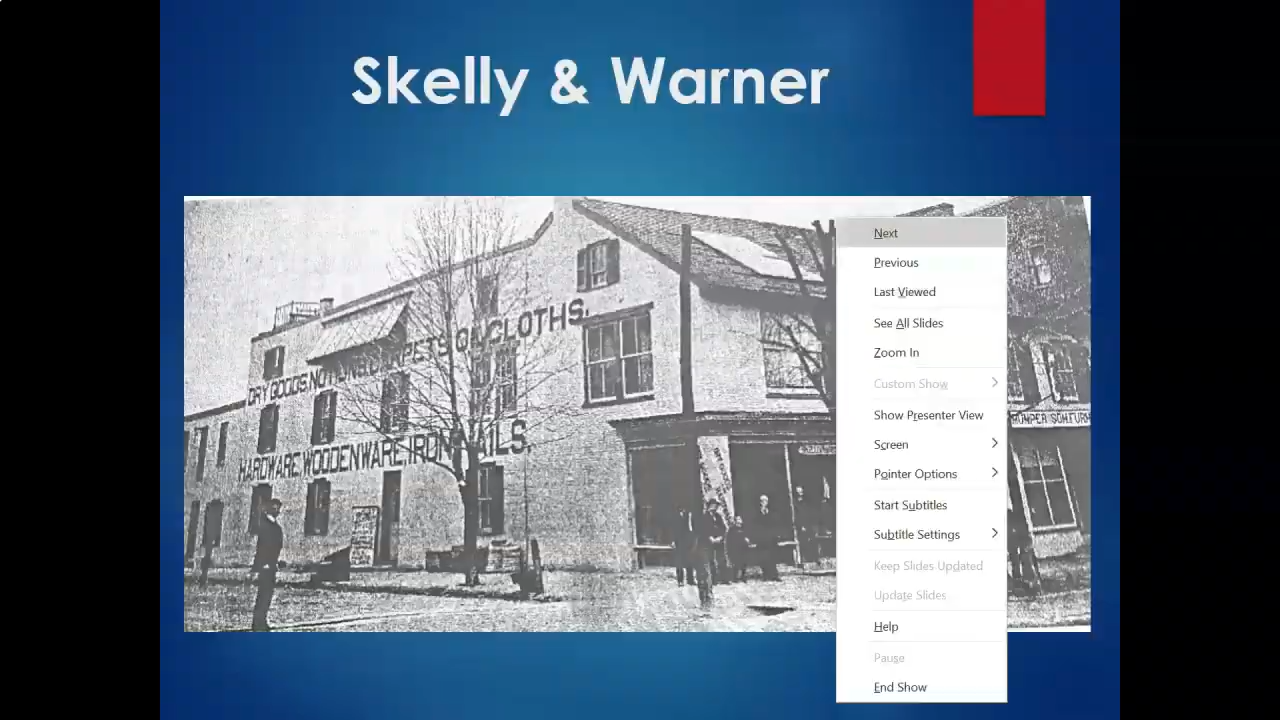 Skelly & Warner
DRY GOODS, NOTIONS, CARPETS OIL CLOTHS.
HARDWARE WOODENWARE IRON NAILS.
Next
Previous
Last Viewed
See All Slides
Zoom In
Custom Show
Show Presenter View
Screen
Pointer Options
Start Subtitles
Subtitle Settings
Keep Slides Updated
Update Slides
Help
Pause
End Show